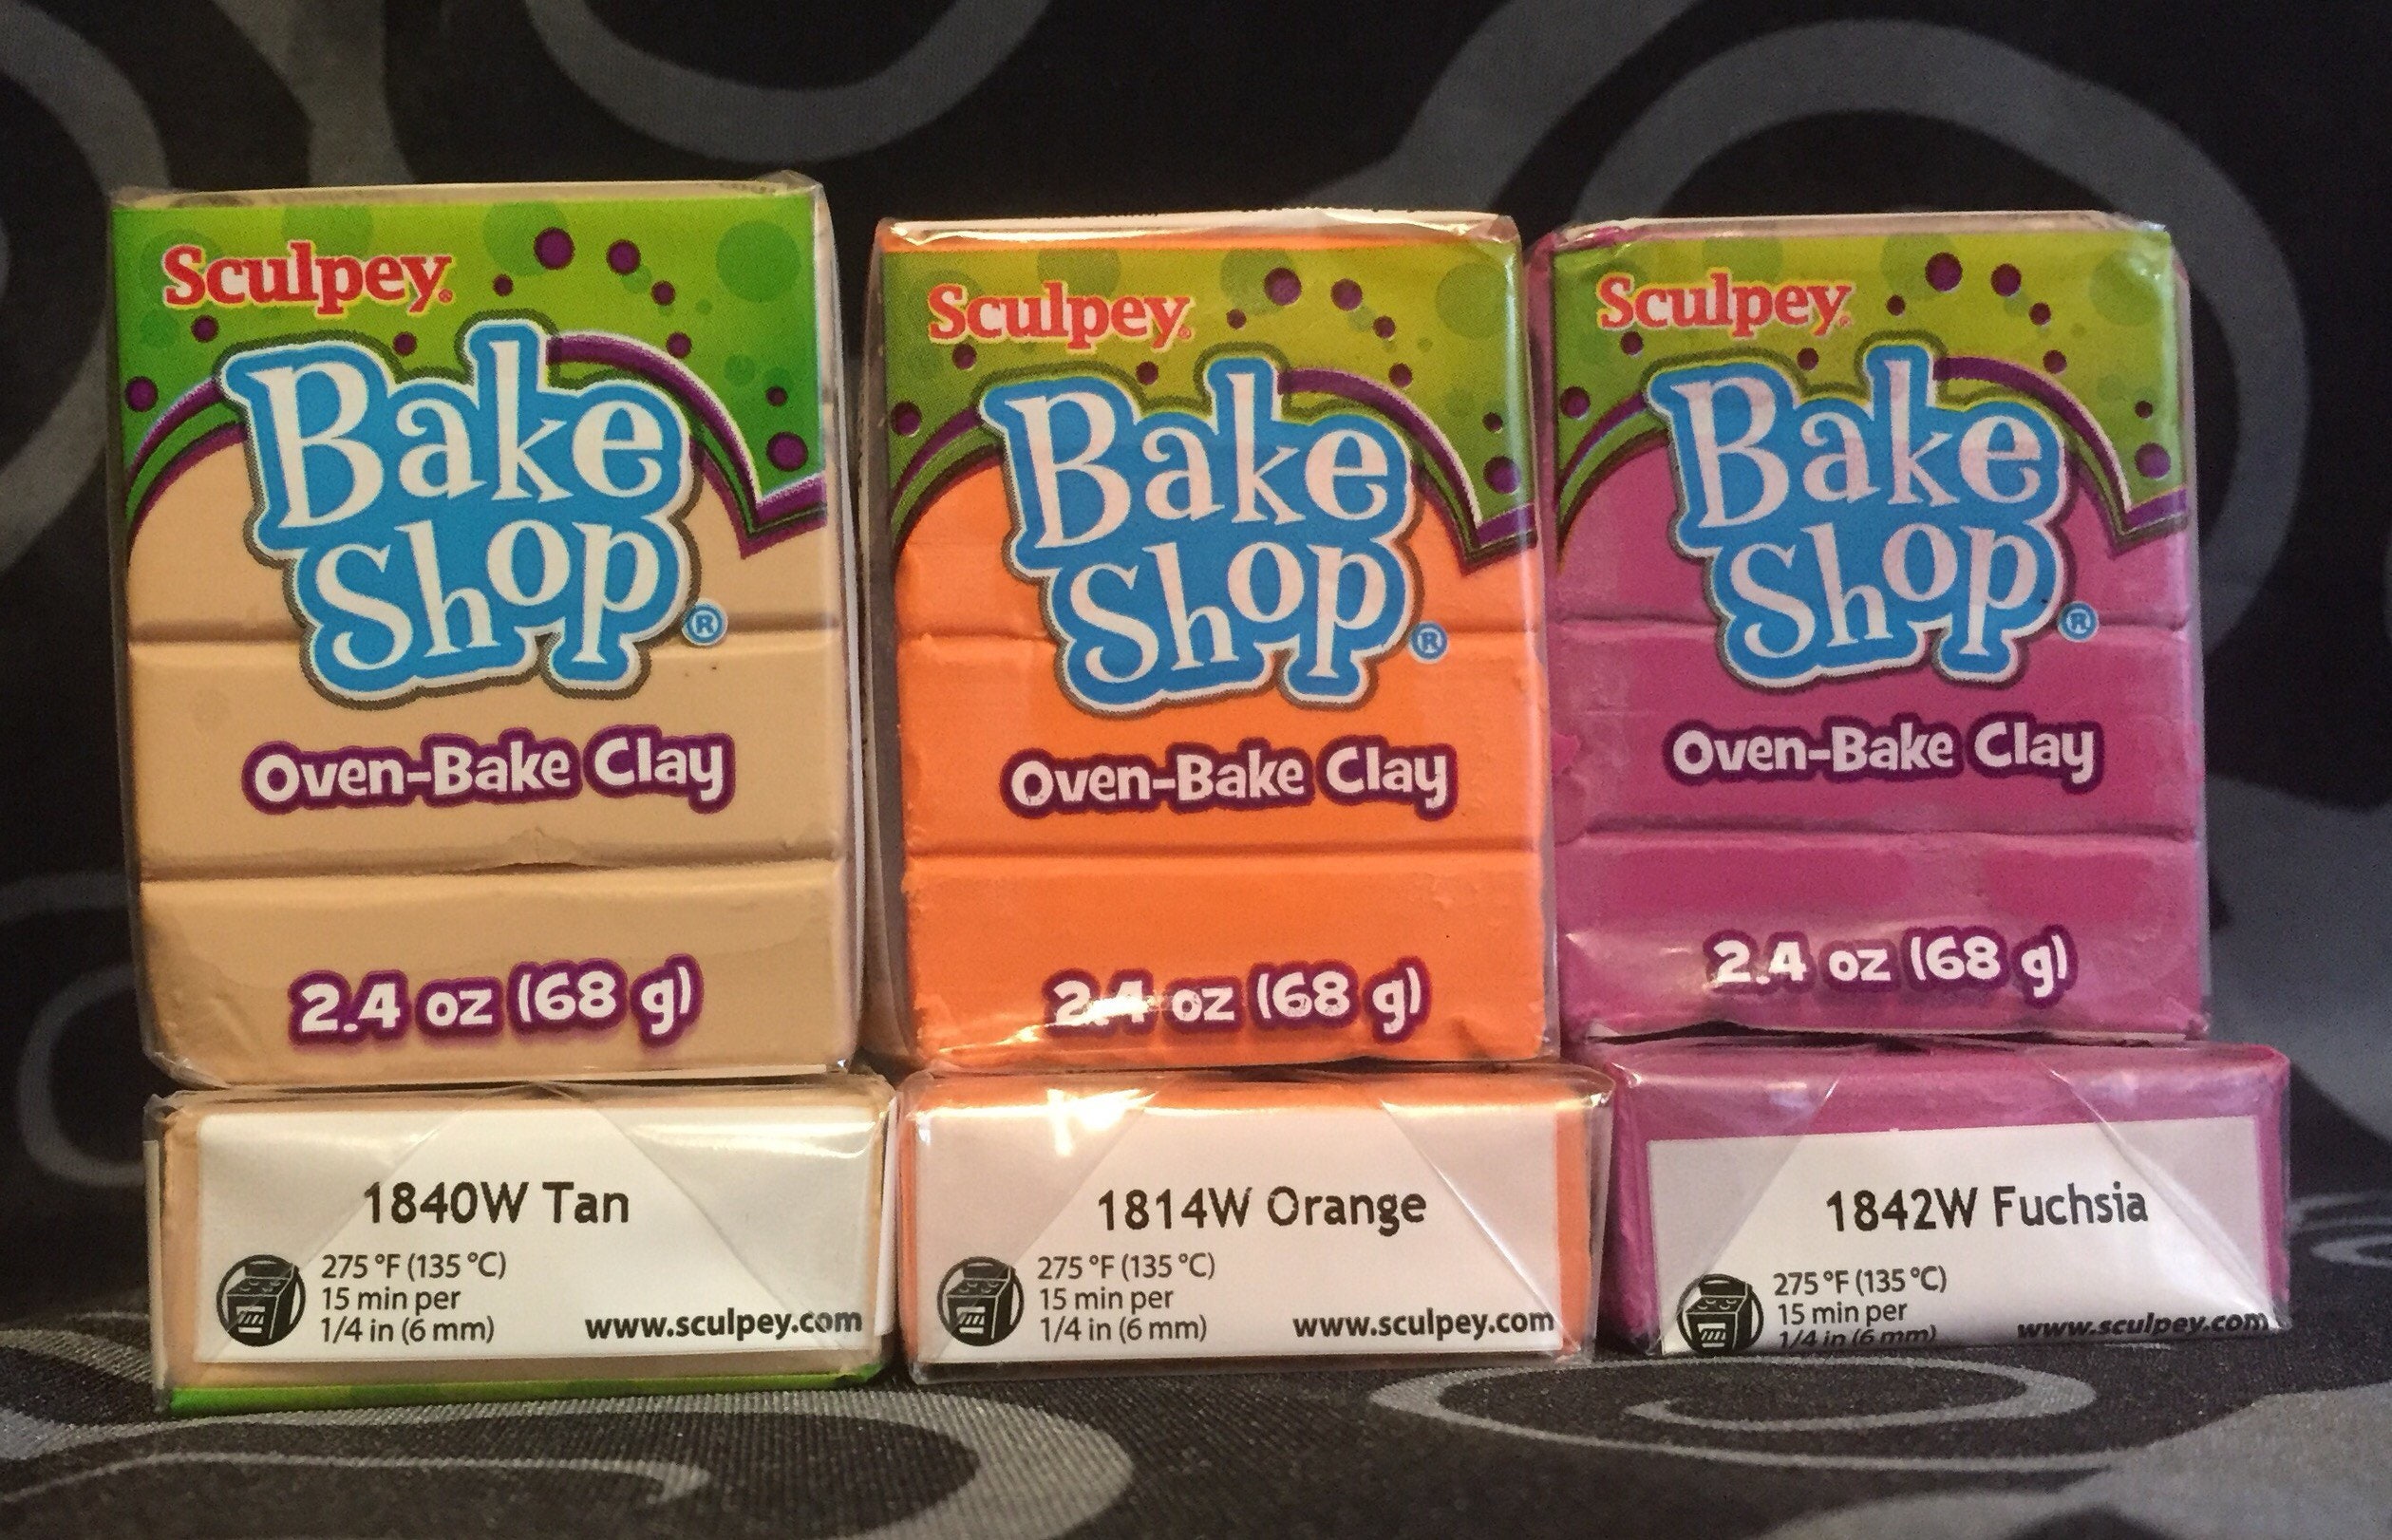 Sculpey®
Bake
Shop®
Oven-Bake Clay
2.4 oz (68 g)
Sculpey®
Bake
Shop®
Oven-Bake Clay
2.4 oz (68 g)
Sculpey®
Bake
Shop®
Oven-Bake Clay
2.4 oz (68 g)
1840W Tan
275 °F (135 °C)
15 min per
1/4 in (6 mm)
www.sculpey.com
1814W Orange
275 °F (135 °C)
15 min per
1/4 in (6 mm)
www.sculpey.com
1842W Fuchsia
275 °F (135 °C)
15 min per
1/4 in (6 mm)
www.sculpey.com